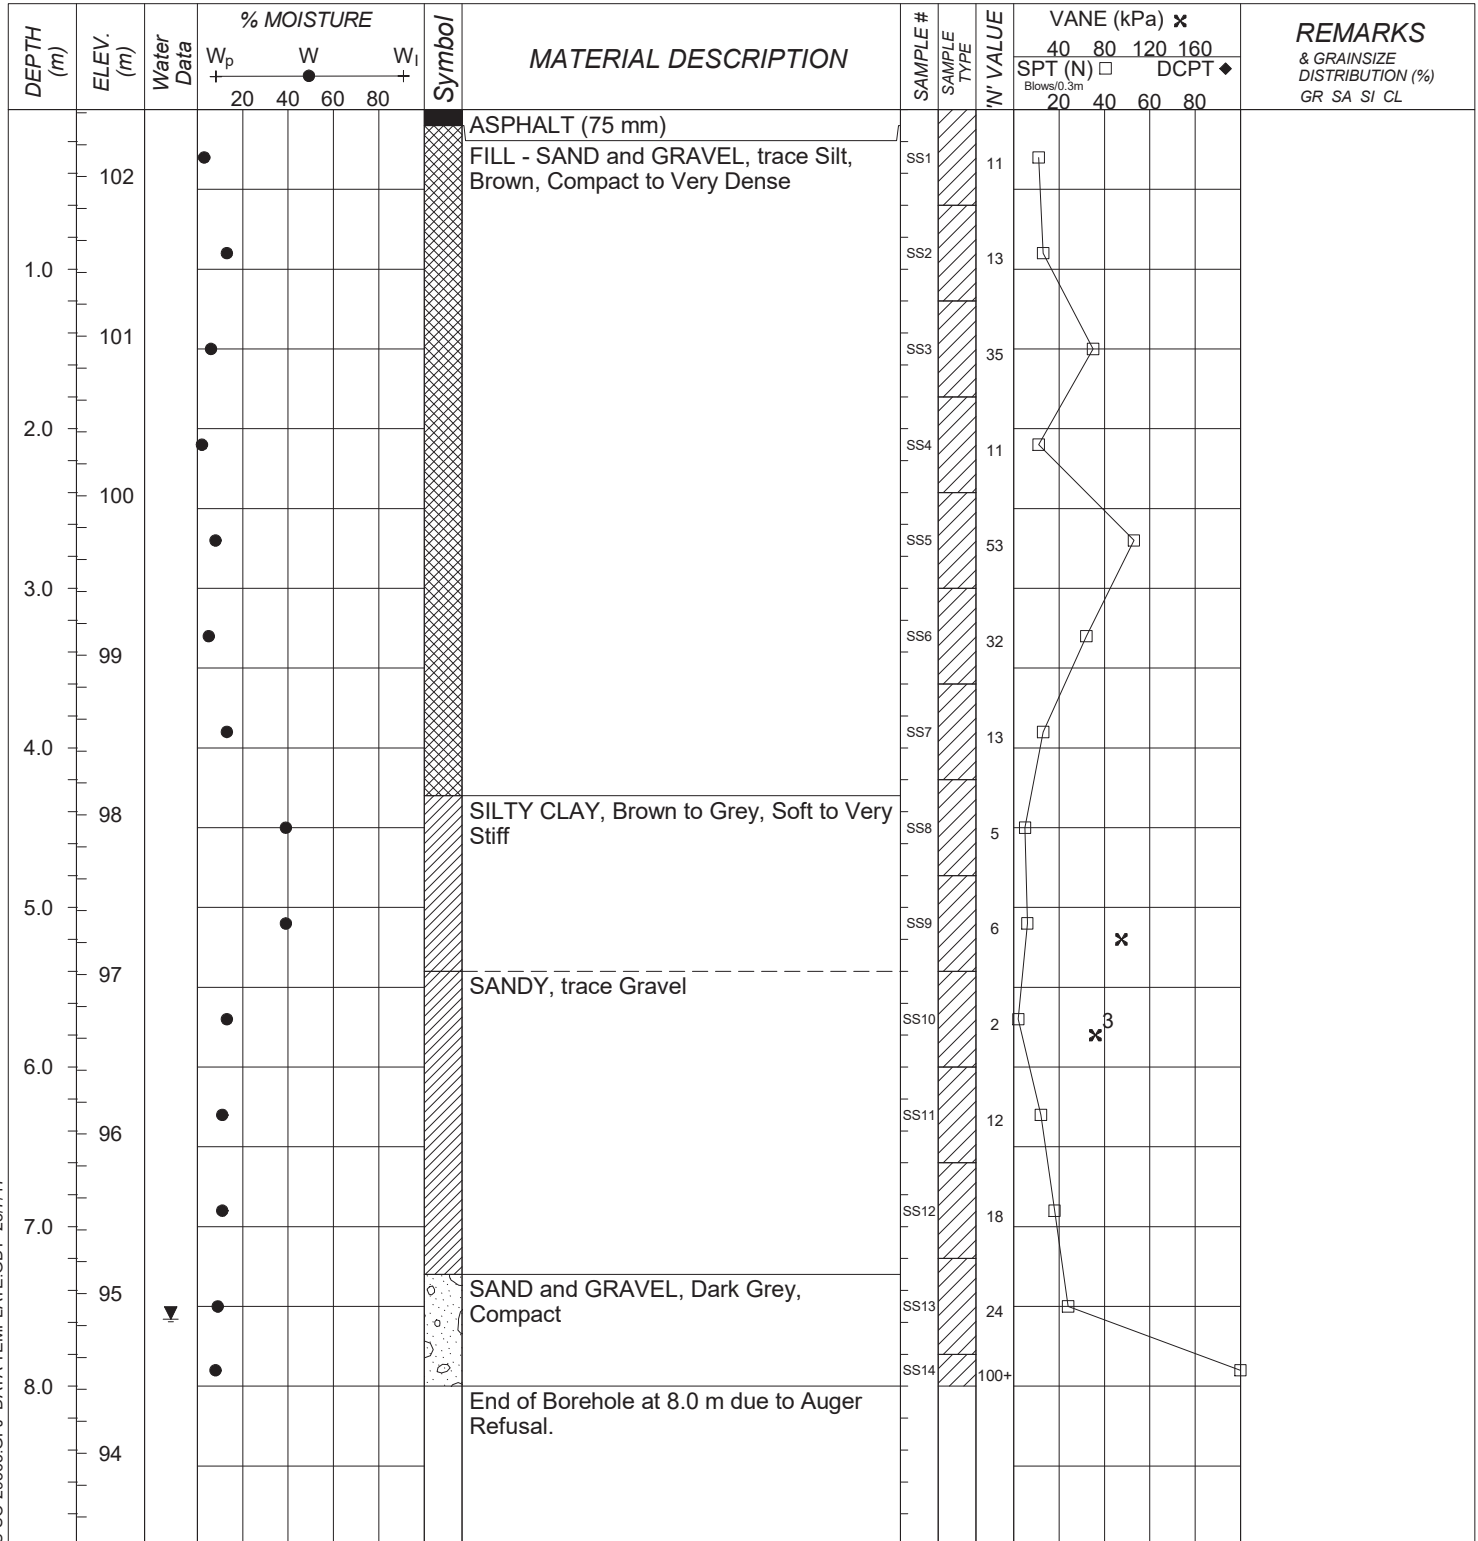 DEPTH (m)
ELEV. (m)
Water Data
% MOISTURE
Wp W Wl
20 40 60 80
Symbol
MATERIAL DESCRIPTION
SAMPLE #
SAMPLE TYPE
'N' VALUE
VANE (kPa)
40 80 120 160
SPT (N) DCPT
Blows/0.3m
20 40 60 80
REMARKS
& GRAINSIZE
DISTRIBUTION (%)
GR SA SI CL
ASPHALT (75 mm)
FILL - SAND and GRAVEL, trace Silt,
Brown, Compact to Very Dense
SS1 11
102
SS2 13
1.0
101
SS3 35
2.0
SS4 11
100
SS5 53
3.0
SS6 32
99
SS7 13
4.0
98
SILTY CLAY, Brown to Grey, Soft to Very
Stiff
SS8 5
5.0
SS9 6
97
SANDY, trace Gravel
SS10 2
3
6.0
SS11 12
96
SS12 18
7.0
95
SAND and GRAVEL, Dark Grey,
Compact
SS13 24
SS14 100+
8.0
End of Borehole at 8.0 m due to Auger
Refusal.
94